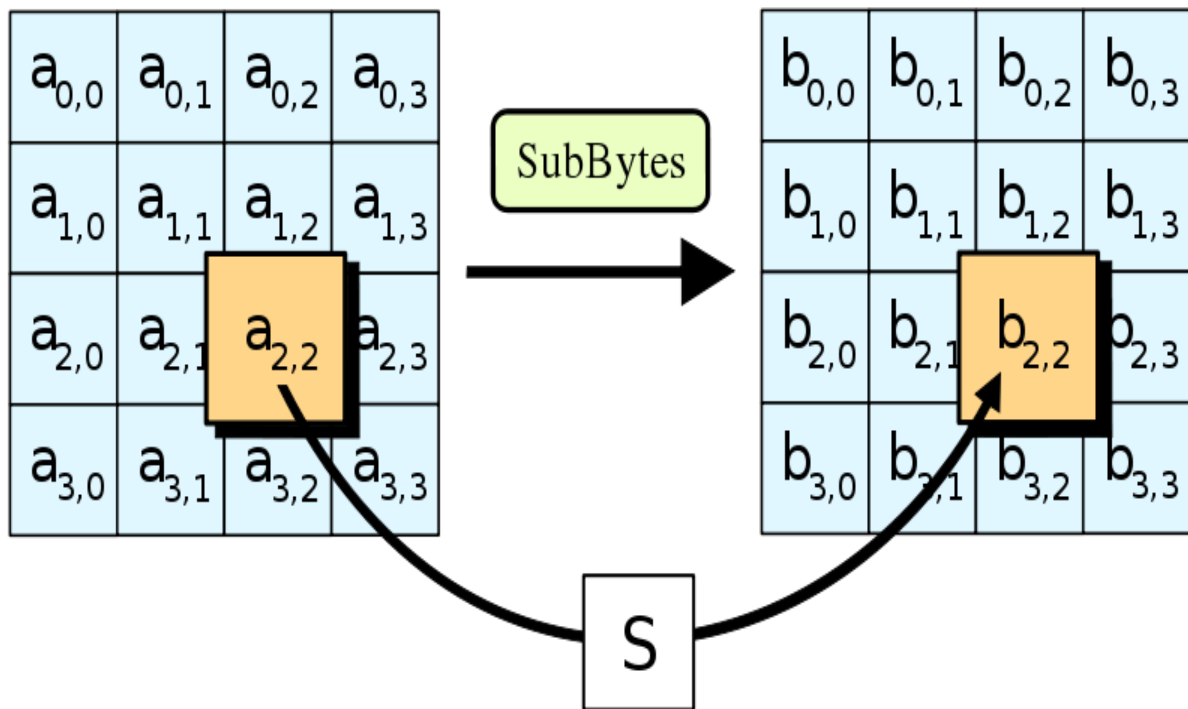 a0,0 a0,1 a0,2 a0,3
a1,0 a1,1 a1,2 a1,3
a2,0 a2,1 a2,2 a2,3
a3,0 a3,1 a3,2 a3,3
SubBytes
b0,0 b0,1 b0,2 b0,3
b1,0 b1,1 b1,2 b1,3
b2,0 b2,1 b2,2 b2,3
b3,0 b3,1 b3,2 b3,3
S